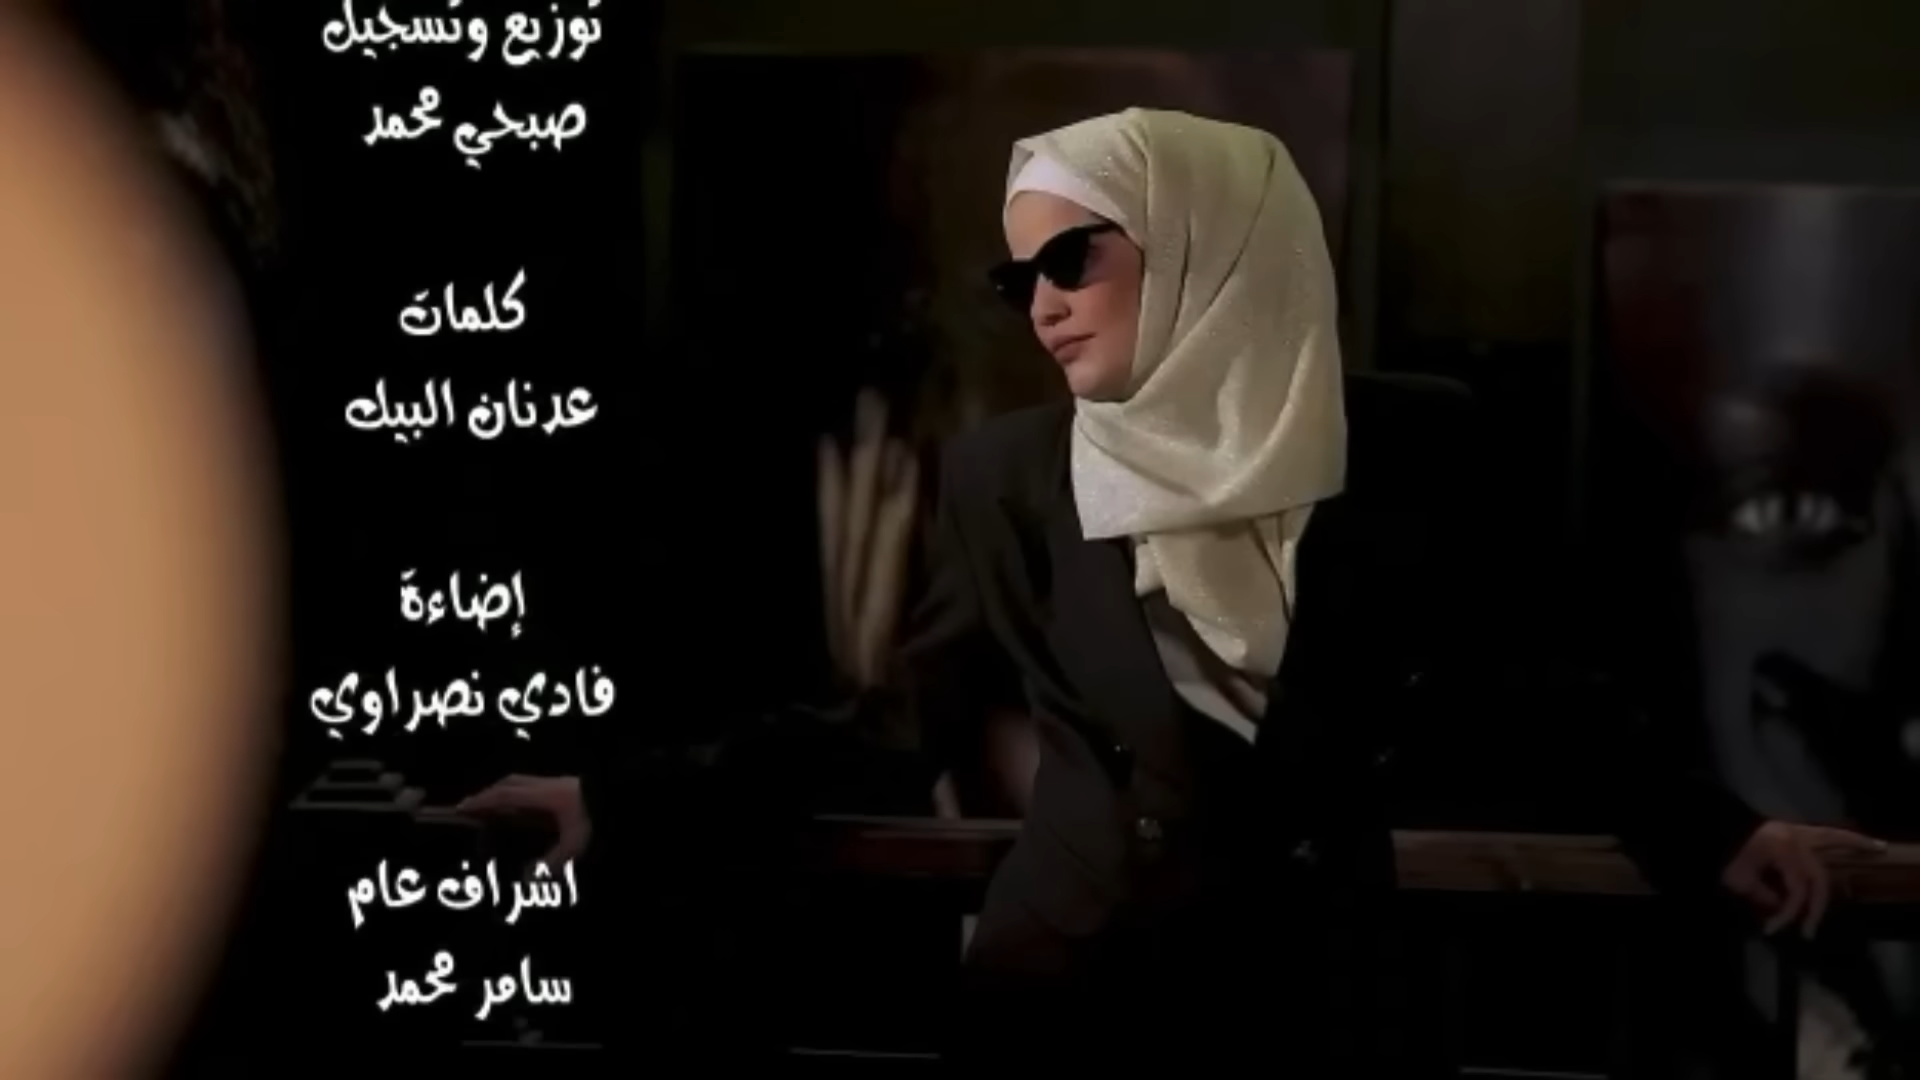 توزيع وتسجيل
صبحي محمد
كلمات
عدنان البيك
إضاءة
فادي نصراوي
اشراف عام
سامر محمد